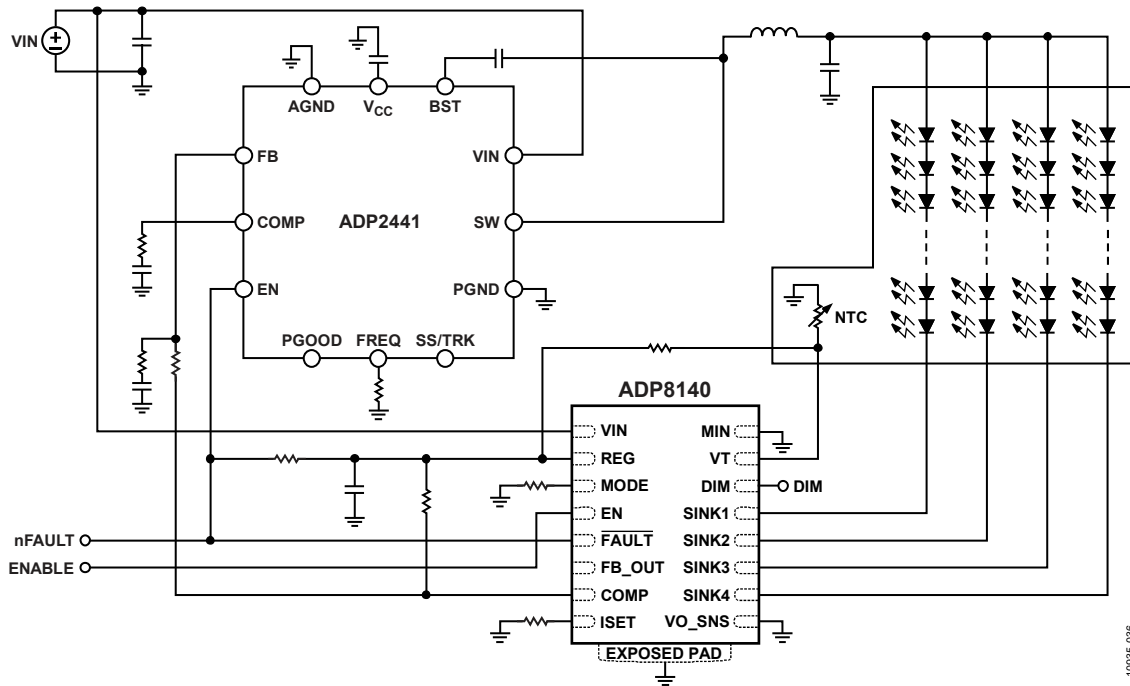 VIN
AGND
VCC
BST
FB
VIN
COMP
ADP2441
SW
EN
PGND
PGOOD
FREQ
SS/TRK
NTC
ADP8140
VIN
MIN
REG
VT
MODE
DIM
DIM
EN
SINK1
nFAULT
FAULT
SINK2
ENABLE
FB_OUT
SINK3
COMP
SINK4
ISET
VO_SNS
EXPOSED PAD